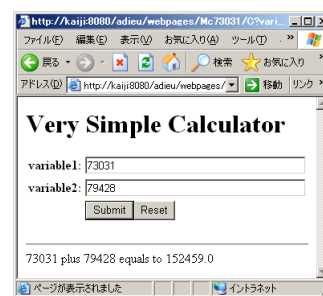 http://kaiji:8080/adieu/webpages/Mc73031/C?vari...
ファイル(F) 編集(E) 表示(V) お気に入り(A) ツール(T) »
戻る 検索 お気に入り »
アドレス(D) http://kaiji8080/adieu/webpages/ 移動 リンク »
Very Simple Calculator
variable1: 73031
variable2: 79428
Submit Reset
73031 plus 79428 equals to 152459.0
ページが表示されました イントラネット